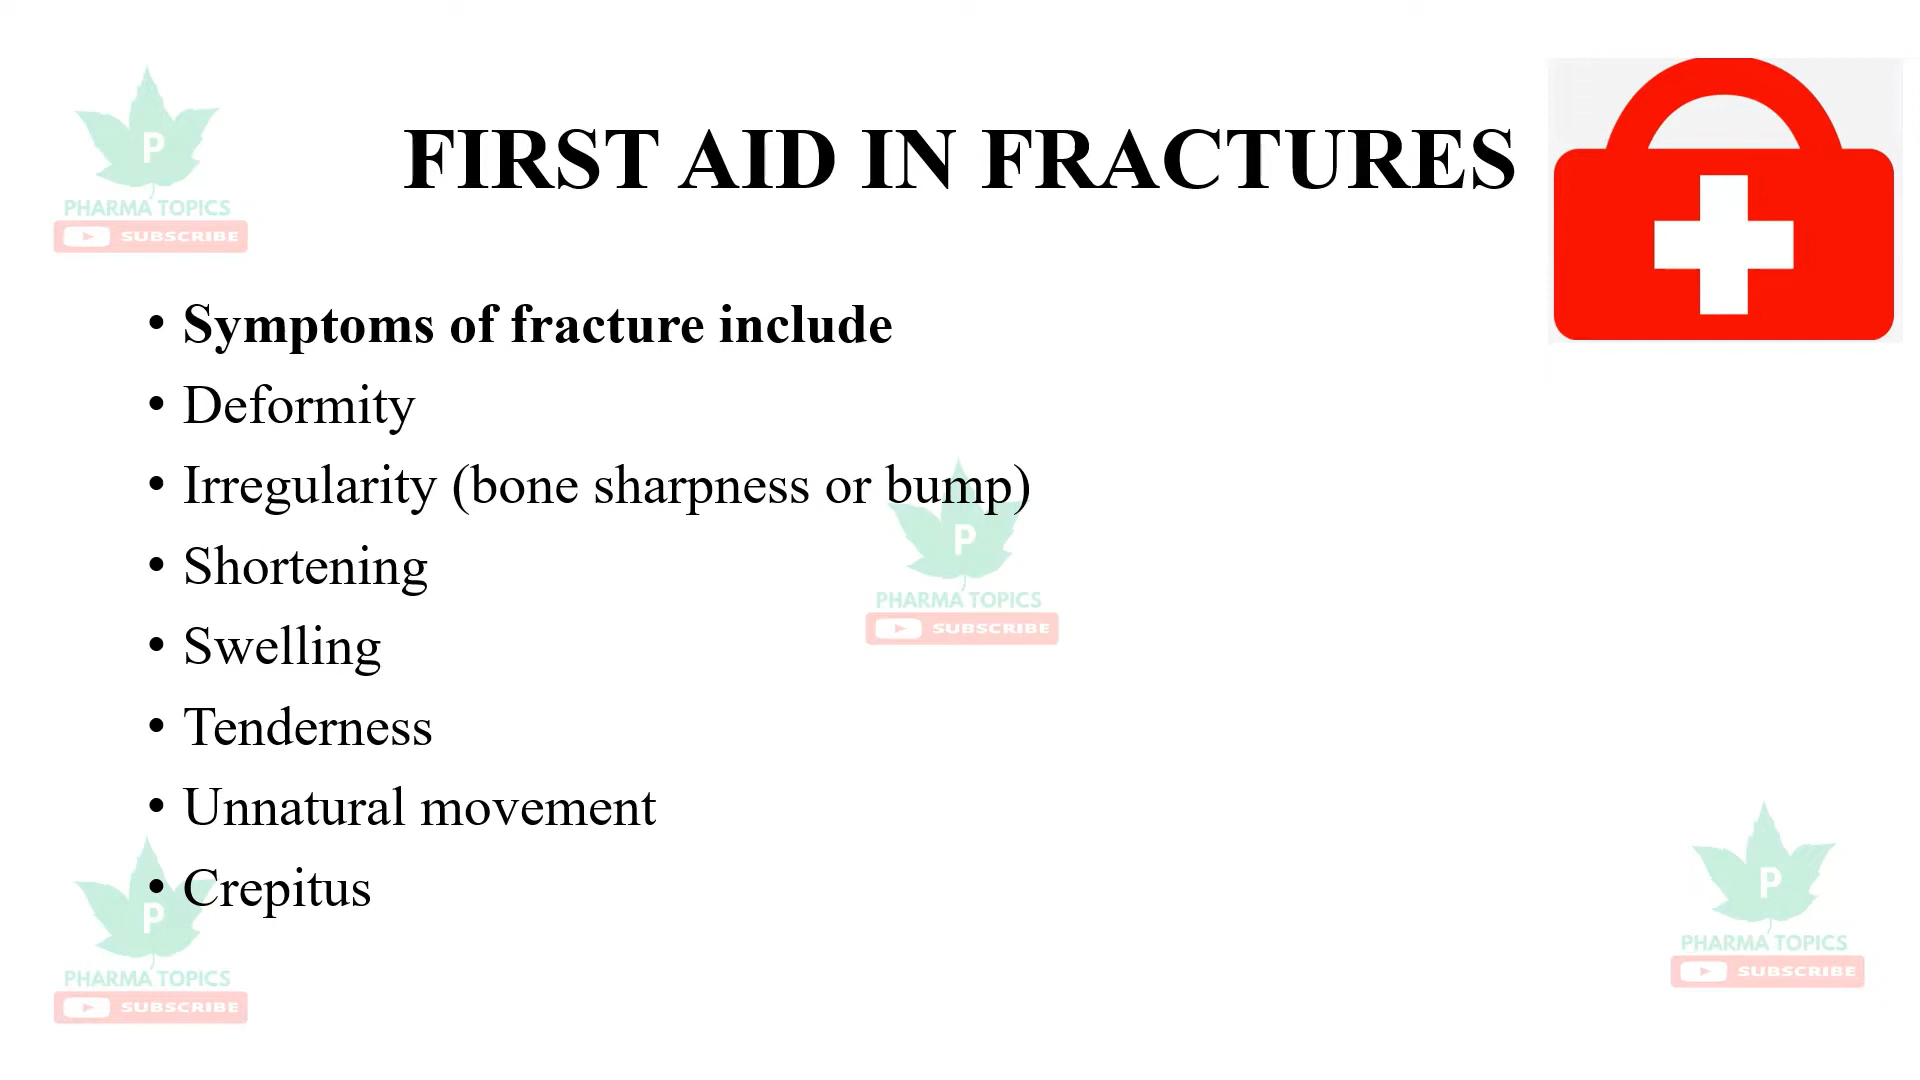 P
PHARMA TOPICS
SUBSCRIBE
FIRST AID IN FRACTURES
• Symptoms of fracture include
• Deformity
• Irregularity (bone sharpness or bump)
• Shortening
P
PHARMA TOPICS
SUBSCRIBE
• Swelling
• Tenderness
• Unnatural movement
• Crepitus
P
PHARMA TOPICS
SUBSCRIBE
P
PHARMA TOPICS
SUBSCRIBE